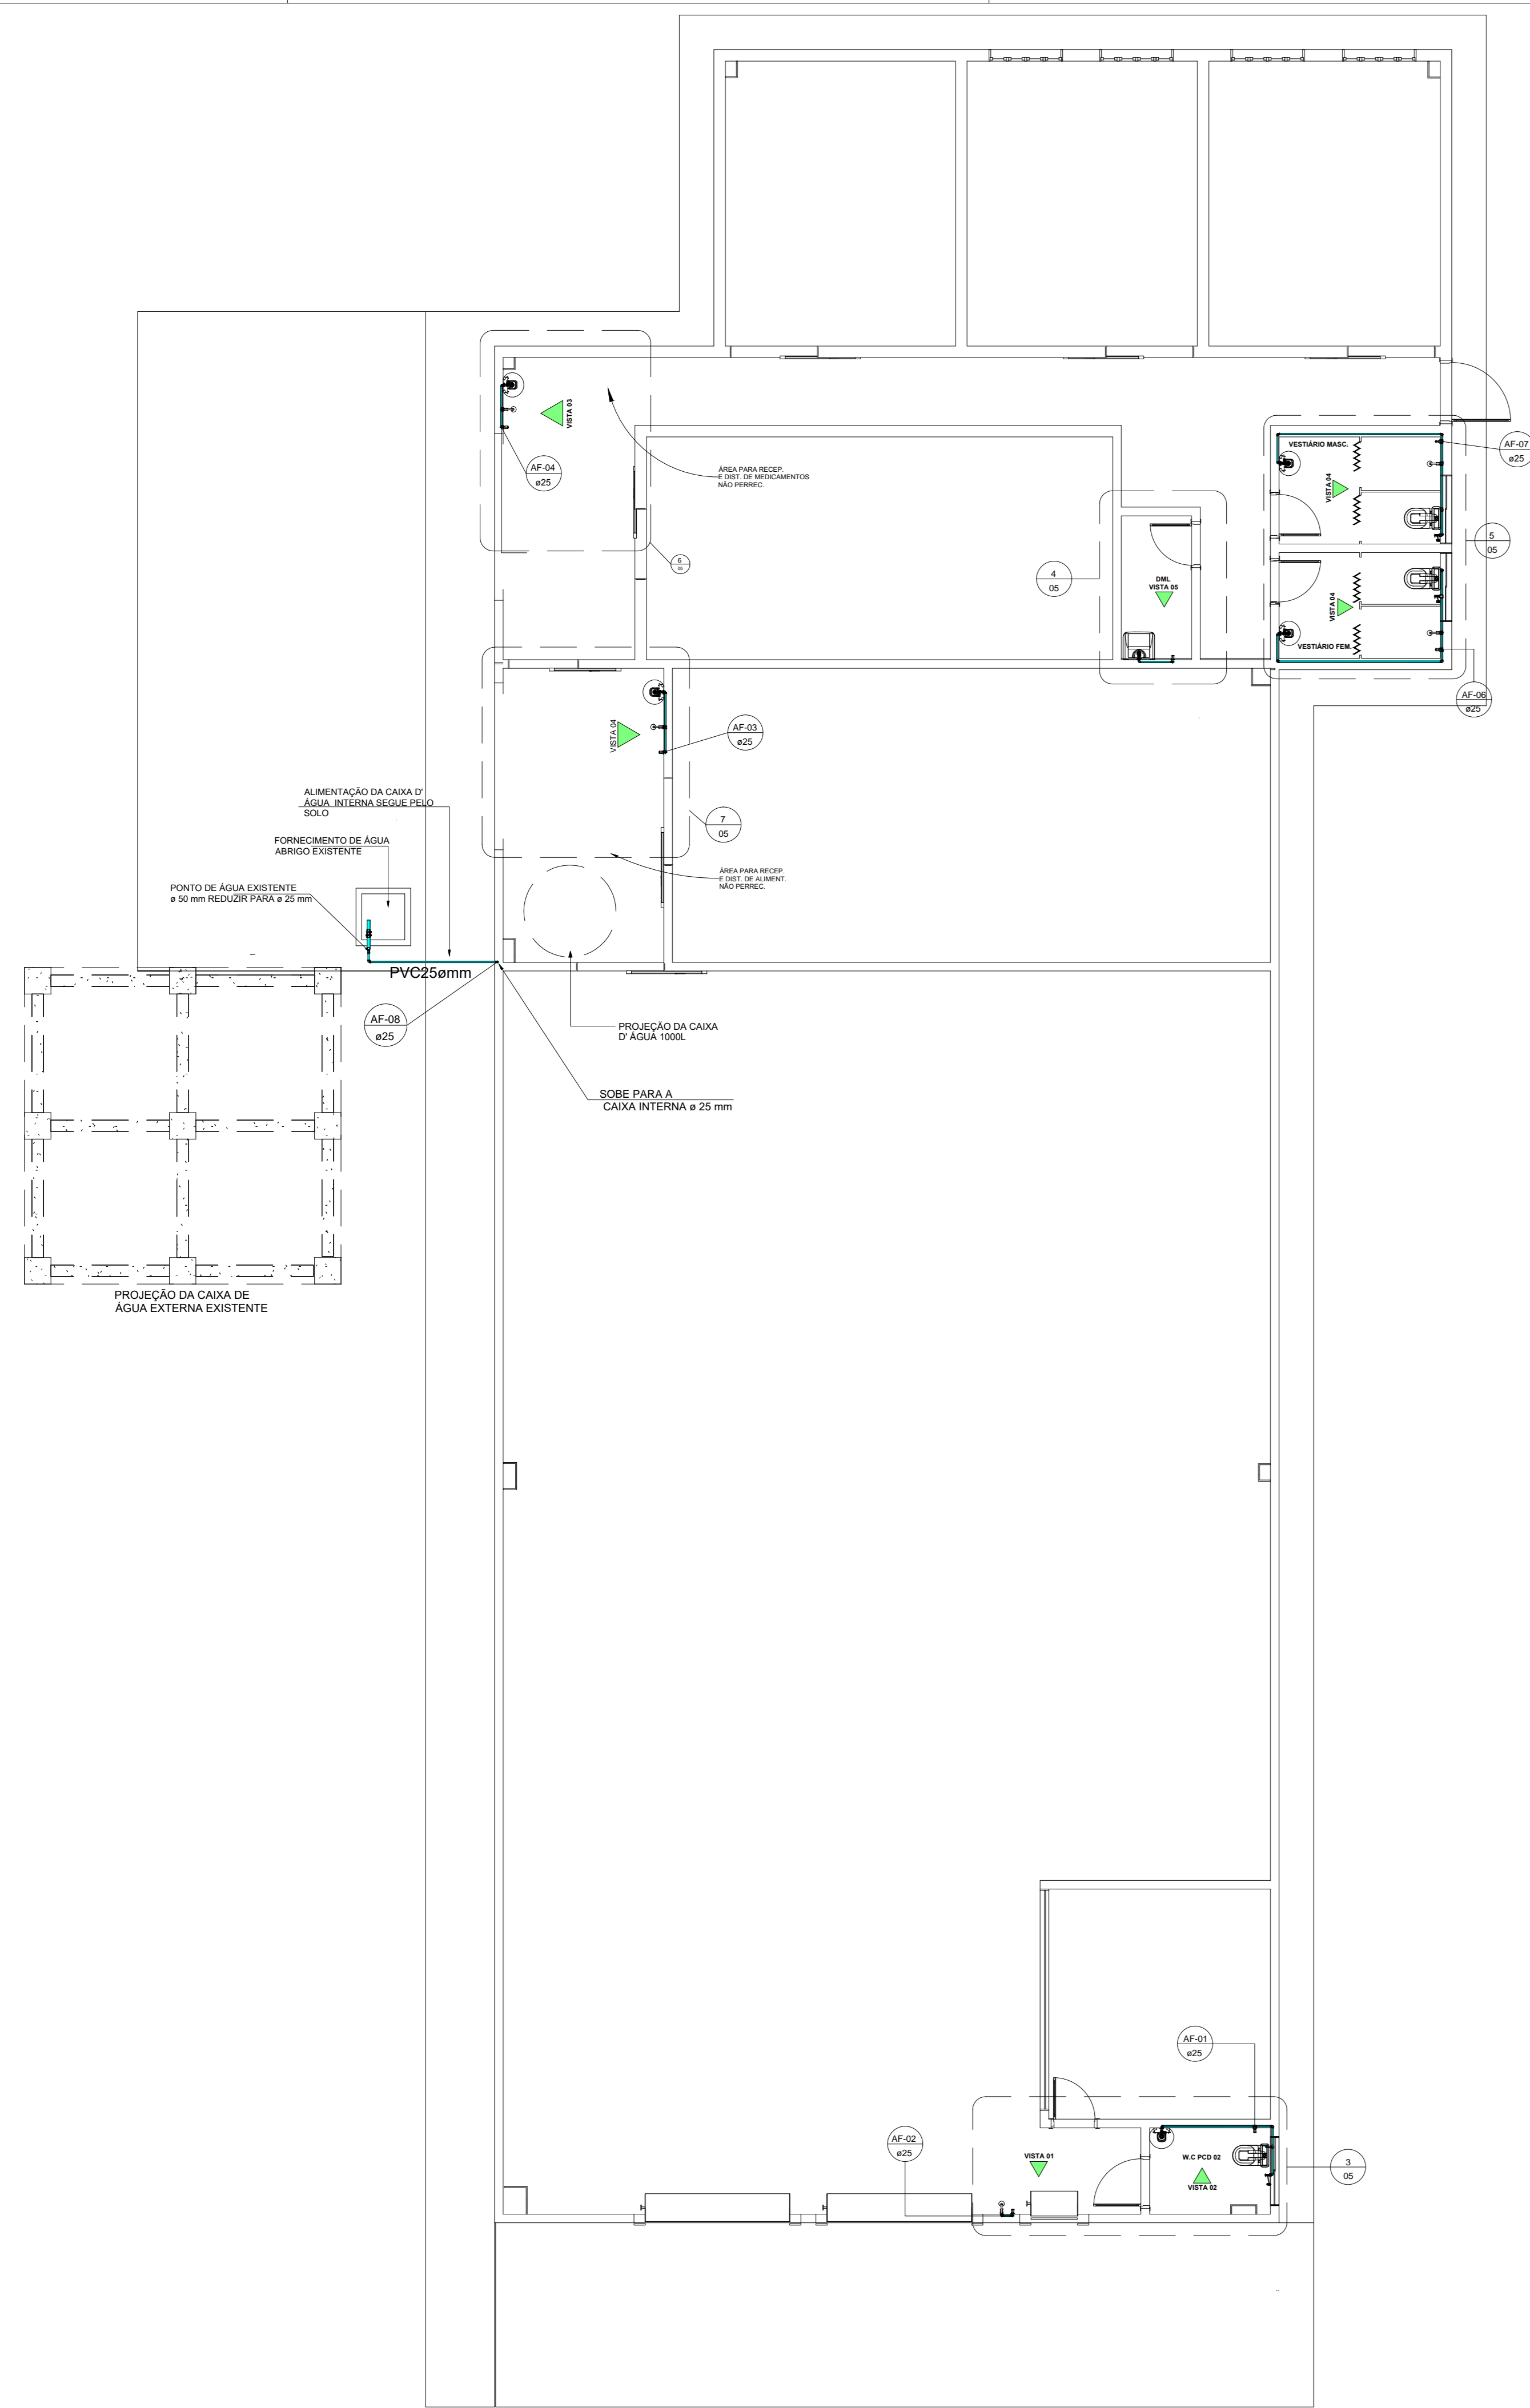 VISTA 03
AF-04
ø25
ÁREA PARA RECEP.
E DIST. DE MEDICAMENTOS
NÃO PERREC.
6
05
VESTIÁRIO MASC.
VISTA 04
AF-07
ø25
5
05
4
05
DML
VISTA 05
VISTA 04
VESTIÁRIO FEM.
AF-06
ø25
VISTA 04
AF-03
ø25
7
05
ALIMENTAÇÃO DA CAIXA D'
ÁGUA INTERNA SEGUE PELO
SOLO
FORNECIMENTO DE ÁGUA
ABRIGO EXISTENTE
PONTO DE ÁGUA EXISTENTE
ø 50 mm REDUZIR PARA ø 25 mm
ÁREA PARA RECEP.
E DIST. DE ALIMENT.
NÃO PERREC.
PVC25ømm
AF-08
ø25
PROJEÇÃO DA CAIXA
D' ÁGUA 1000L
SOBE PARA A
CAIXA INTERNA ø 25 mm
PROJEÇÃO DA CAIXA DE
ÁGUA EXTERNA EXISTENTE
AF-01
ø25
AF-02
ø25
VISTA 01
W.C PCD 02
VISTA 02
3
05